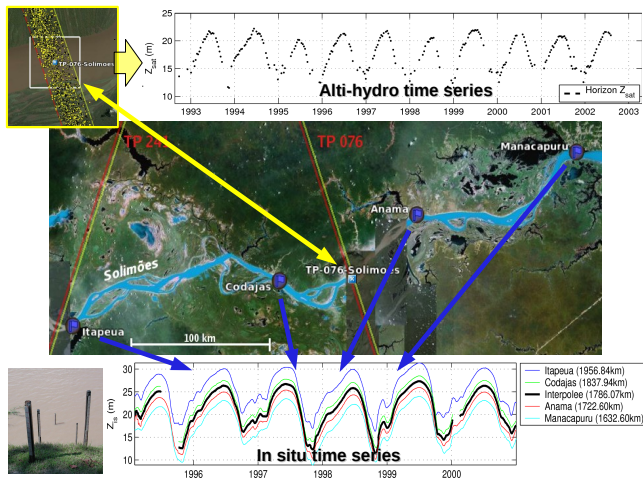 TP-076-Solimoes
25
20
15
10
Z_sat (m)
1993 1994 1995 1996 1997 1998 1999 2000 2001 2002 2003
Alti-hydro time series
Horizon Z_sat
TP 241
TP 076
Manacapuru
Anama
TP-076-Solimoes
Solimões
Codajas
Itapeua
100 km
30
25
20
15
10
(m)
1996 1997 1998 1999 2000
In situ time series
Itapeua (1956.84km)
Codajas (1837.94km)
Interpolee (1786.07km)
Anama (1722.60km)
Manacapuru (1632.60km)